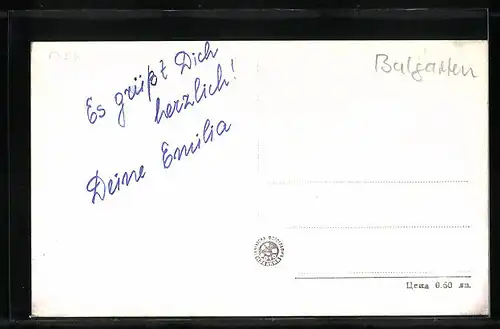 Es grüßt Dich
herzlich!
Deine Emilia
Bulgarien
Цена 0.60 лв.